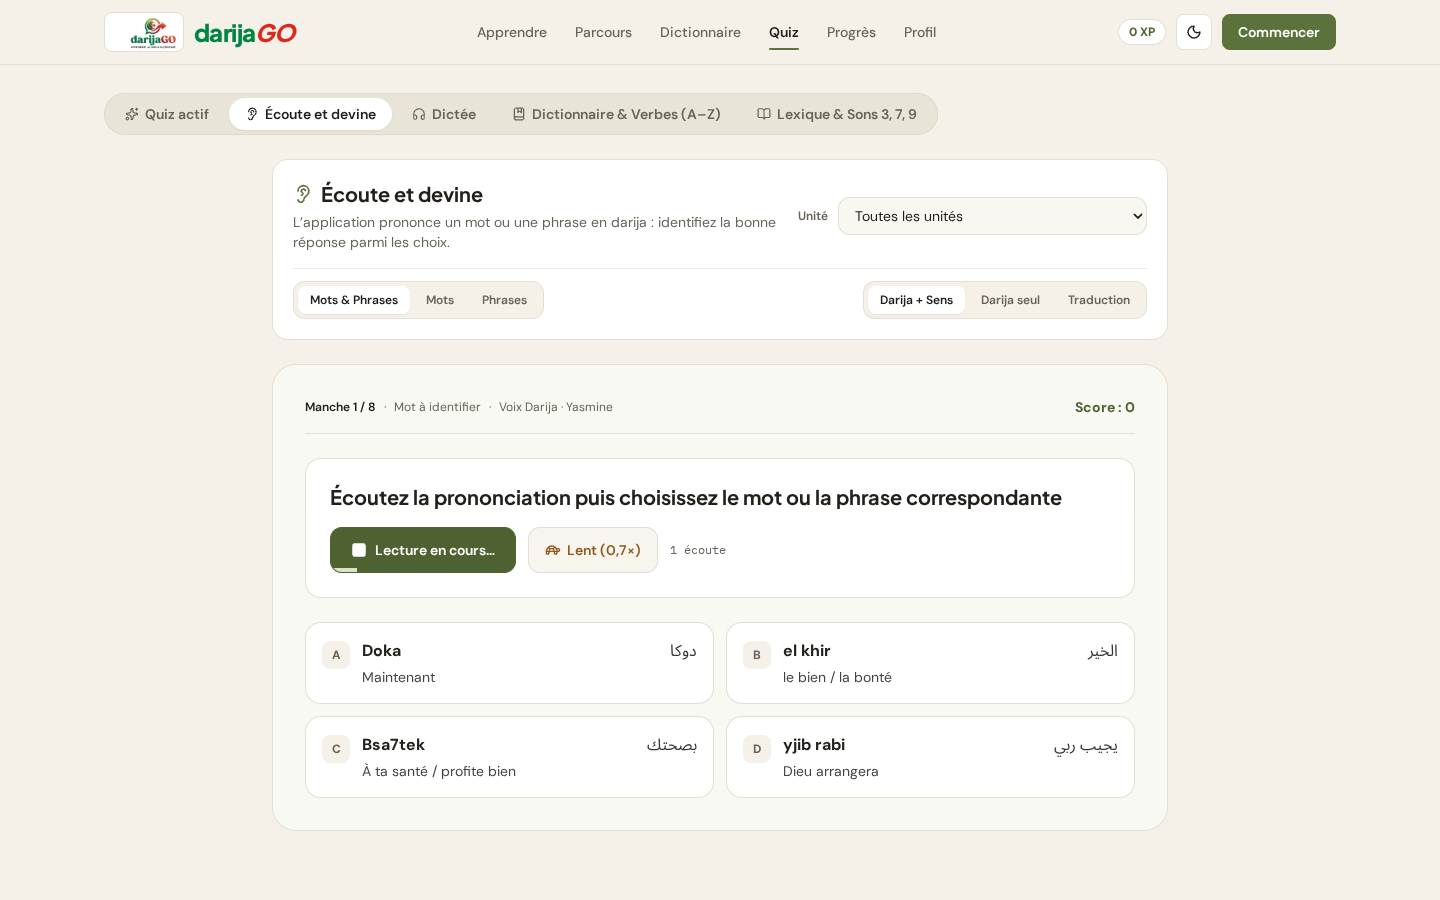 darijaGO
darijaGO
Apprendre
Parcours
Dictionnaire
Quiz
Progrès
Profil
0 XP
Commencer
Quiz actif
Écoute et devine
Dictée
Dictionnaire & Verbes (A–Z)
Lexique & Sons 3, 7, 9
Écoute et devine
L’application prononce un mot ou une phrase en darija : identifiez la bonne
réponse parmi les choix.
Unité
Toutes les unités
Mots & Phrases
Mots
Phrases
Darija + Sens
Darija seul
Traduction
Manche 1 / 8 · Mot à identifier · Voix Darija · Yasmine
Score : 0
Écoutez la prononciation puis choisissez le mot ou la phrase correspondante
Lecture en cours…
Lent (0,7×)
1 écoute
A
Doka
دوكا
Maintenant
B
el khir
الخير
le bien / la bonté
C
Bsa7tek
بصحتك
À ta santé / profite bien
D
yjib rabi
يجيب ربي
Dieu arrangera